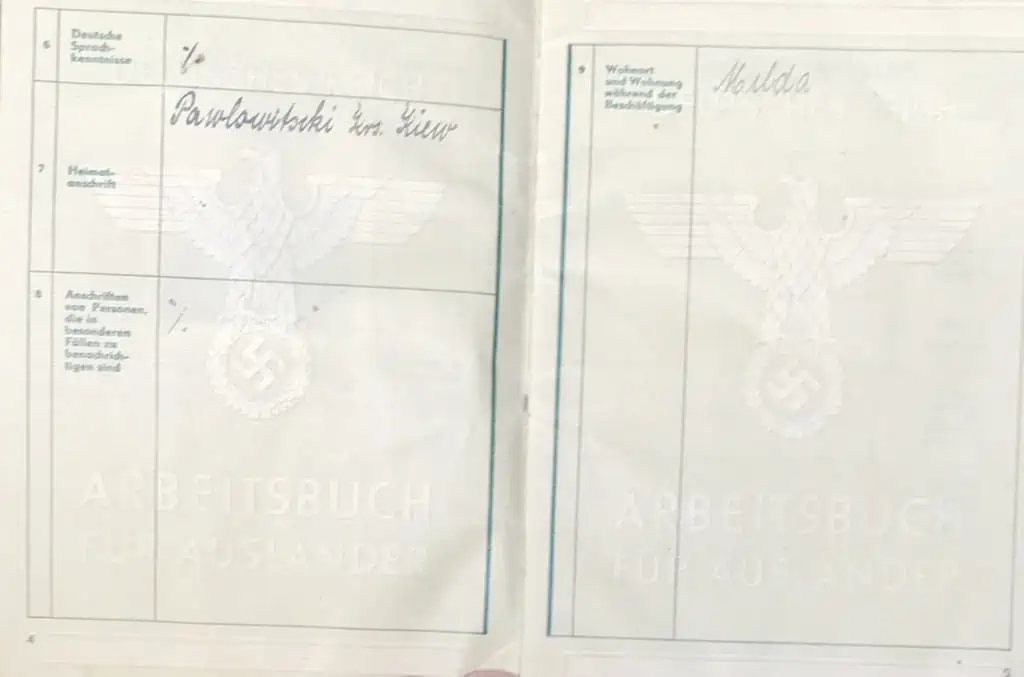 6
Deutsche
Sprach-
kenntnisse
%
7
Heimat-
anschrift
Pawlowitschki Krs. Kiew
8
Anschriften
von Personen,
die in
besonderen
Fällen zu
benachrich-
tigen sind
%
ARBEITSBUCH
FÜR AUSLÄNDER
4
9
Wohnort
und Wohnung
während der
Beschäftigung
Mulda
ARBEITSBUCH
FÜR AUSLÄNDER
5